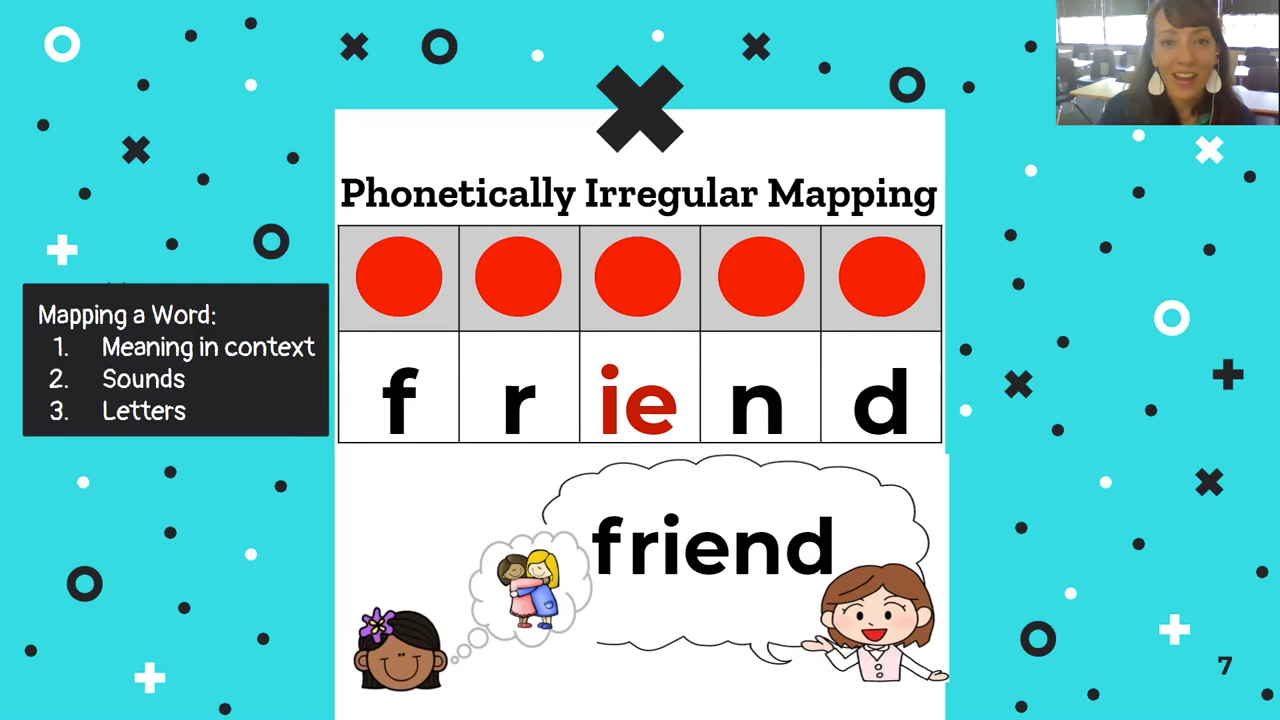 Phonetically Irregular Mapping
Mapping a Word:
1. Meaning in context
2. Sounds
3. Letters
f r ie n d
friend
7